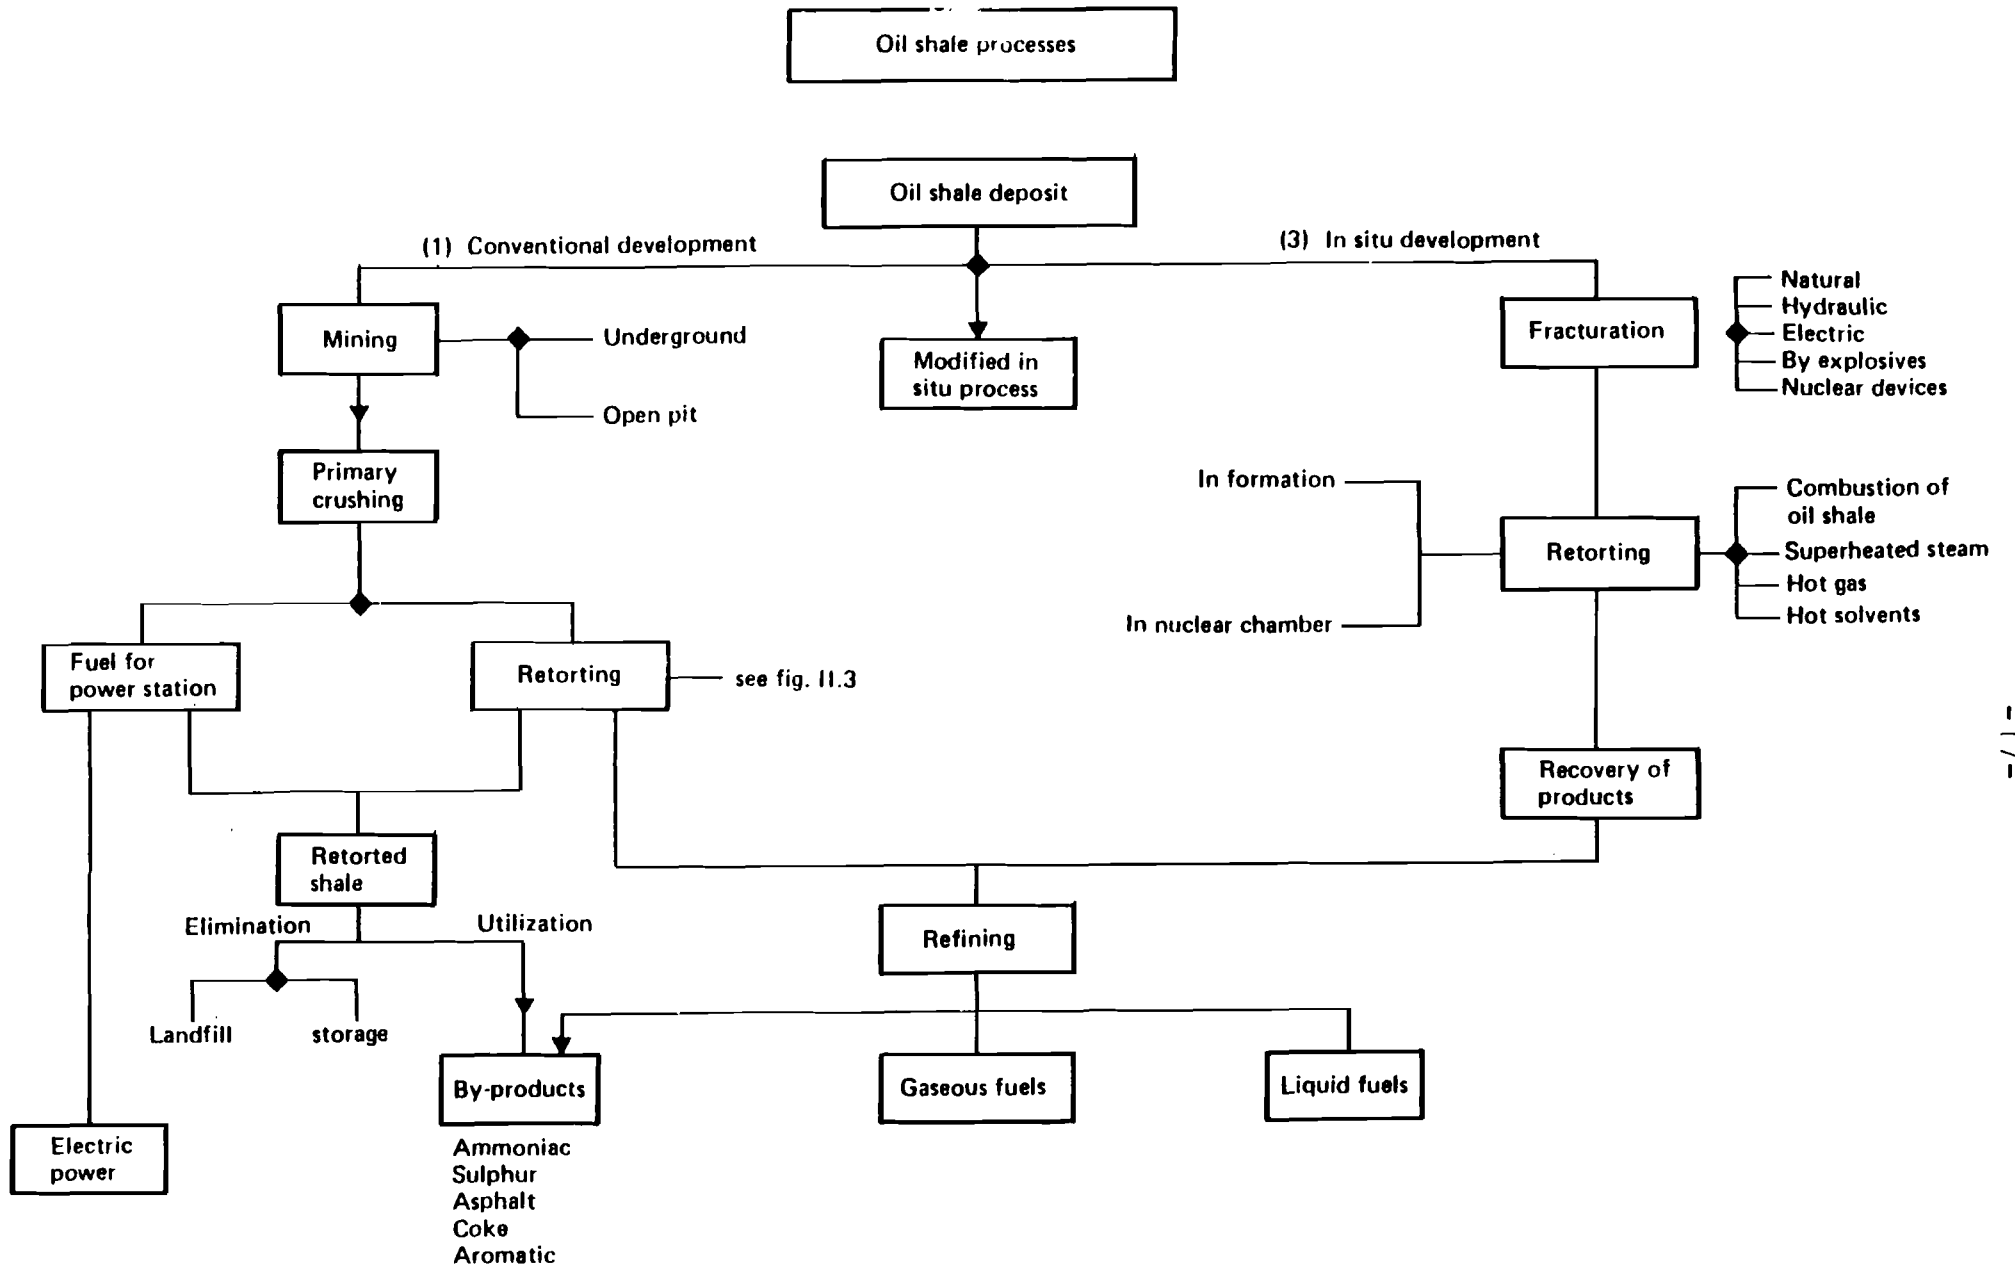 Oil shale processes
Oil shale deposit
(1) Conventional development
(3) In situ development
Mining
Underground
Open pit
Modified in
situ process
Fracturation
Natural
Hydraulic
Electric
By explosives
Nuclear devices
Primary
crushing
In formation
In nuclear chamber
Retorting
Combustion of
oil shale
Superheated steam
Hot gas
Hot solvents
Fuel for
power station
Retorting
see fig. II.3
Recovery of
products
Retorted
shale
Elimination
Utilization
Refining
Landfill
storage
By-products
Gaseous fuels
Liquid fuels
Electric
power
Ammoniac
Sulphur
Asphalt
Coke
Aromatic